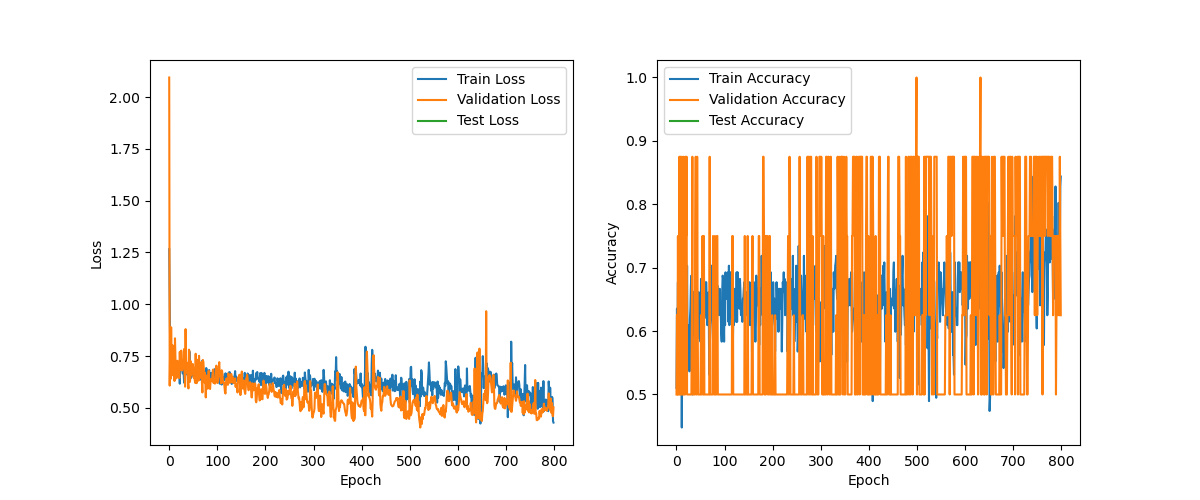 Train Loss
Validation Loss
Test Loss
2.00
1.75
1.50
1.25
1.00
0.75
0.50
Loss
0 100 200 300 400 500 600 700 800
Epoch
Train Accuracy
Validation Accuracy
Test Accuracy
1.0
0.9
0.8
0.7
0.6
0.5
Accuracy
0 100 200 300 400 500 600 700 800
Epoch